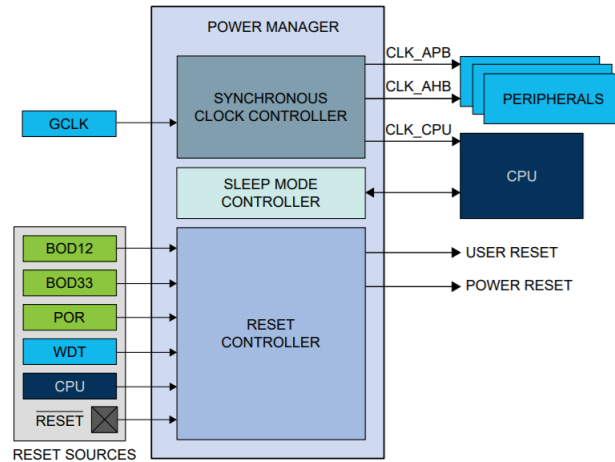 POWER MANAGER
CLK_APB
SYNCHRONOUS
CLOCK CONTROLLER
CLK_AHB
PERIPHERALS
GCLK
CLK_CPU
SLEEP MODE
CONTROLLER
CPU
BOD12
USER RESET
BOD33
POWER RESET
POR
RESET
CONTROLLER
WDT
CPU
RESET
RESET SOURCES